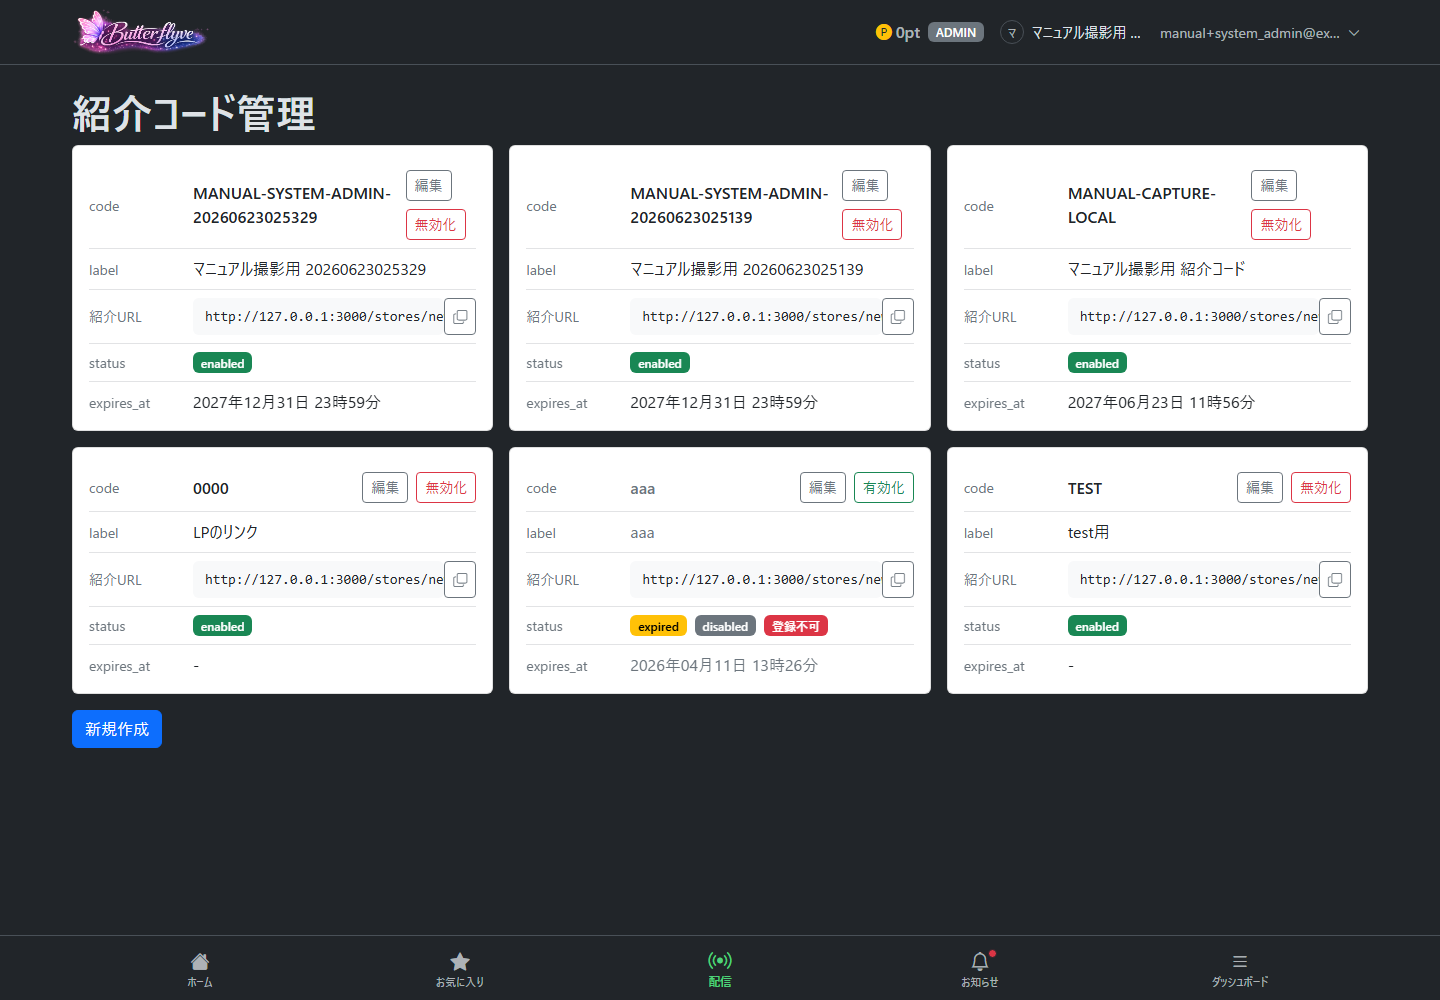 Butterflyve
P 0pt ADMIN マ マニュアル撮影用 ... manual+system_admin@ex...
紹介コード管理
code
MANUAL-SYSTEM-ADMIN-
20260623025329
編集
無効化
label
マニュアル撮影用 20260623025329
紹介URL
http://127.0.0.1:3000/stores/ne
status
enabled
expires_at
2027年12月31日 23時59分
code
MANUAL-SYSTEM-ADMIN-
20260623025139
編集
無効化
label
マニュアル撮影用 20260623025139
紹介URL
http://127.0.0.1:3000/stores/ne
status
enabled
expires_at
2027年12月31日 23時59分
code
MANUAL-CAPTURE-
LOCAL
編集
無効化
label
マニュアル撮影用 紹介コード
紹介URL
http://127.0.0.1:3000/stores/ne
status
enabled
expires_at
2027年06月23日 11時56分
code
0000
編集
無効化
label
LPのリンク
紹介URL
http://127.0.0.1:3000/stores/ne
status
enabled
expires_at
-
code
aaa
編集
有効化
label
aaa
紹介URL
http://127.0.0.1:3000/stores/ne
status
expired disabled 登録不可
expires_at
2026年04月11日 13時26分
code
TEST
編集
無効化
label
test用
紹介URL
http://127.0.0.1:3000/stores/ne
status
enabled
expires_at
-
新規作成
ホーム
お気に入り
配信
お知らせ
ダッシュボード